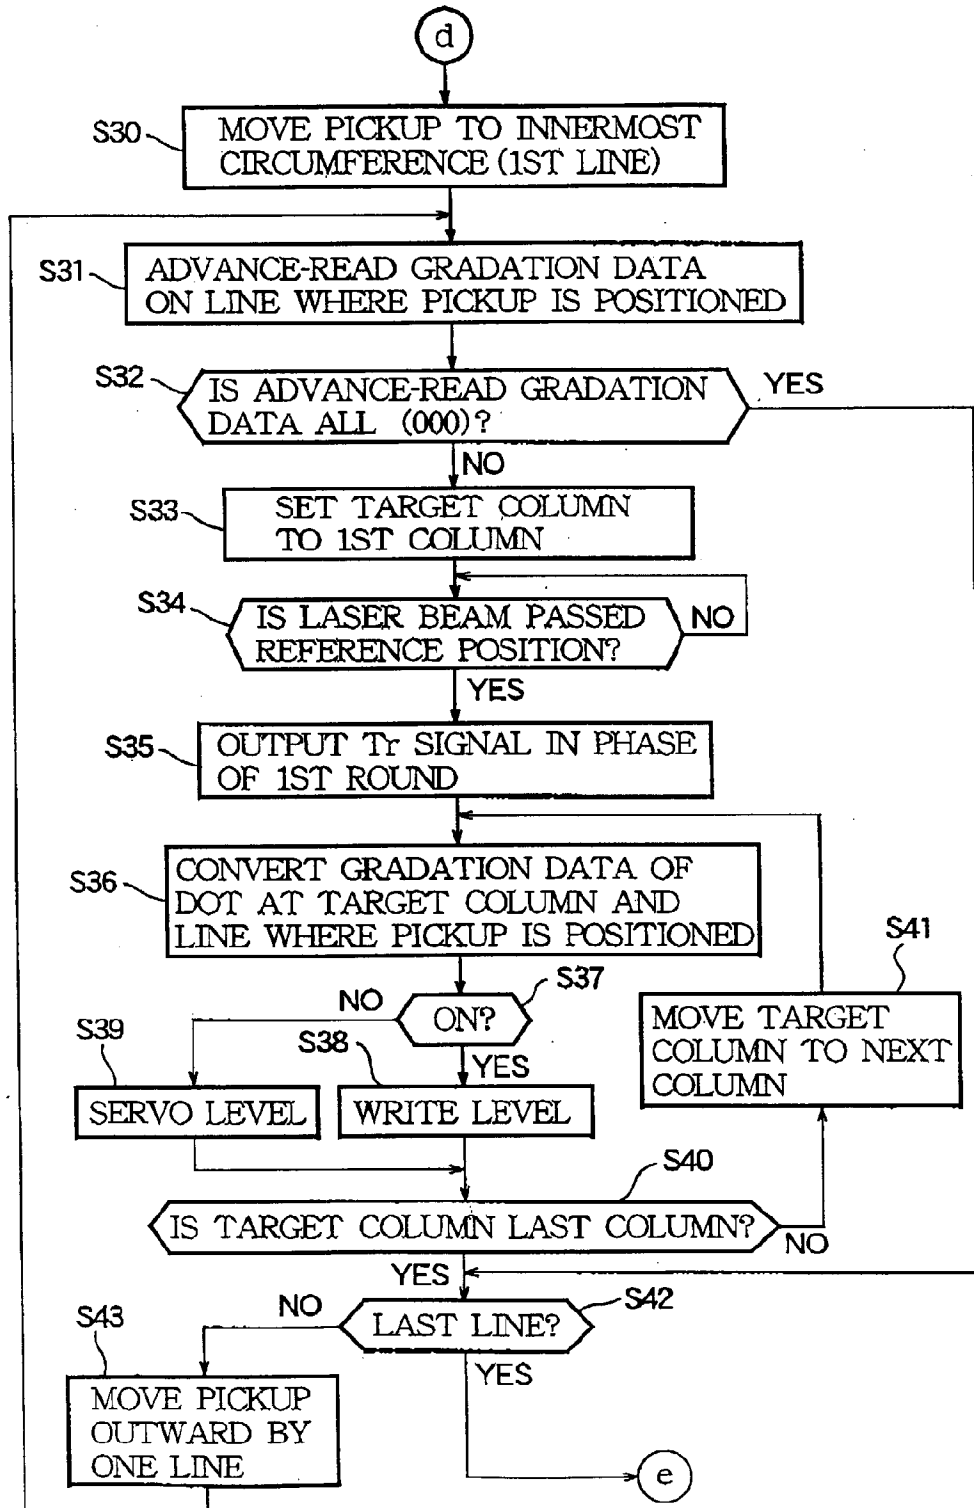 d
S30
MOVE PICKUP TO INNERMOST
CIRCUMFERENCE (1ST LINE)
S31
ADVANCE-READ GRADATION DATA
ON LINE WHERE PICKUP IS POSITIONED
S32
IS ADVANCE-READ GRADATION
DATA ALL (000)?
YES
NO
S33
SET TARGET COLUMN
TO 1ST COLUMN
S34
IS LASER BEAM PASSED
REFERENCE POSITION?
NO
YES
S35
OUTPUT Tr SIGNAL IN PHASE
OF 1ST ROUND
S36
CONVERT GRADATION DATA OF
DOT AT TARGET COLUMN AND
LINE WHERE PICKUP IS POSITIONED
S41
MOVE TARGET
COLUMN TO NEXT
COLUMN
S37
ON?
NO
YES
S39
SERVO LEVEL
S38
WRITE LEVEL
S40
IS TARGET COLUMN LAST COLUMN?
NO
YES
S42
LAST LINE?
NO
YES
S43
MOVE PICKUP
OUTWARD BY
ONE LINE
e